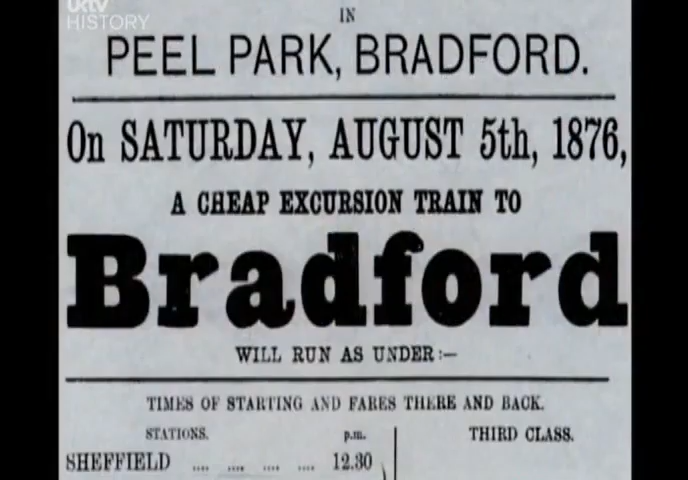 uktv
HISTORY
IN
PEEL PARK, BRADFORD.
On SATURDAY, AUGUST 5th, 1876,
A CHEAP EXCURSION TRAIN TO
Bradford
WILL RUN AS UNDER:—
TIMES OF STARTING AND FARES THERE AND BACK.
STATIONS. p.m. THIRD CLASS.
SHEFFIELD .... .... .... .... 12.30